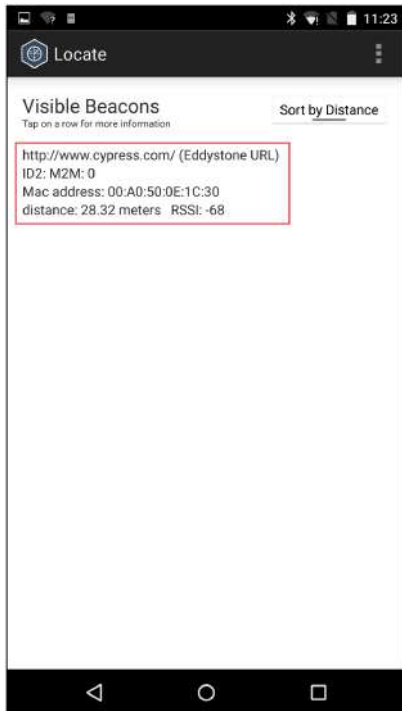 11:23
Locate
Visible Beacons
Sort by Distance
Tap on a row for more information
http://www.cypress.com/ (Eddystone URL)
ID2: M2M: 0
Mac address: 00:A0:50:0E:1C:30
distance: 28.32 meters RSSI: -68